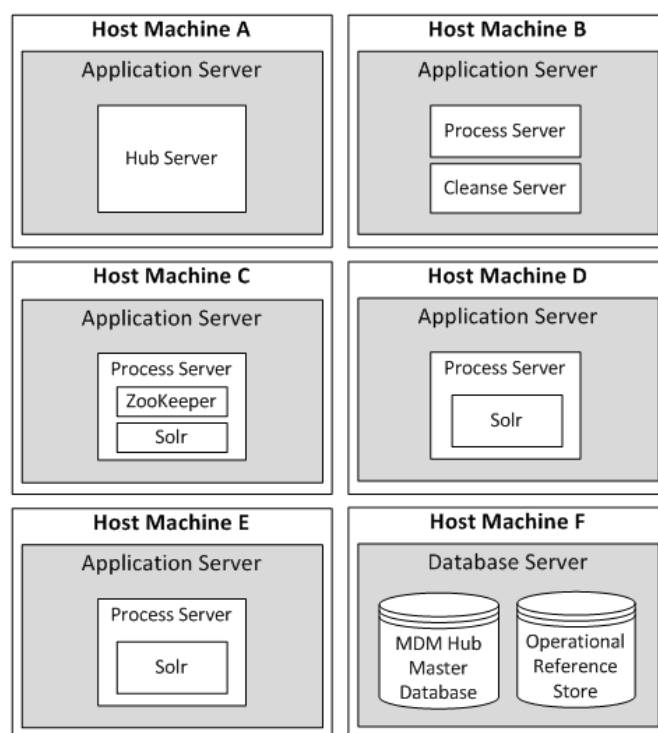 Host Machine A
Application Server
Hub Server
Host Machine B
Application Server
Process Server
Cleanse Server
Host Machine C
Application Server
Process Server
ZooKeeper
Solr
Host Machine D
Application Server
Process Server
Solr
Host Machine E
Application Server
Process Server
Solr
Host Machine F
Database Server
MDM Hub
Master
Database
Operational
Reference
Store